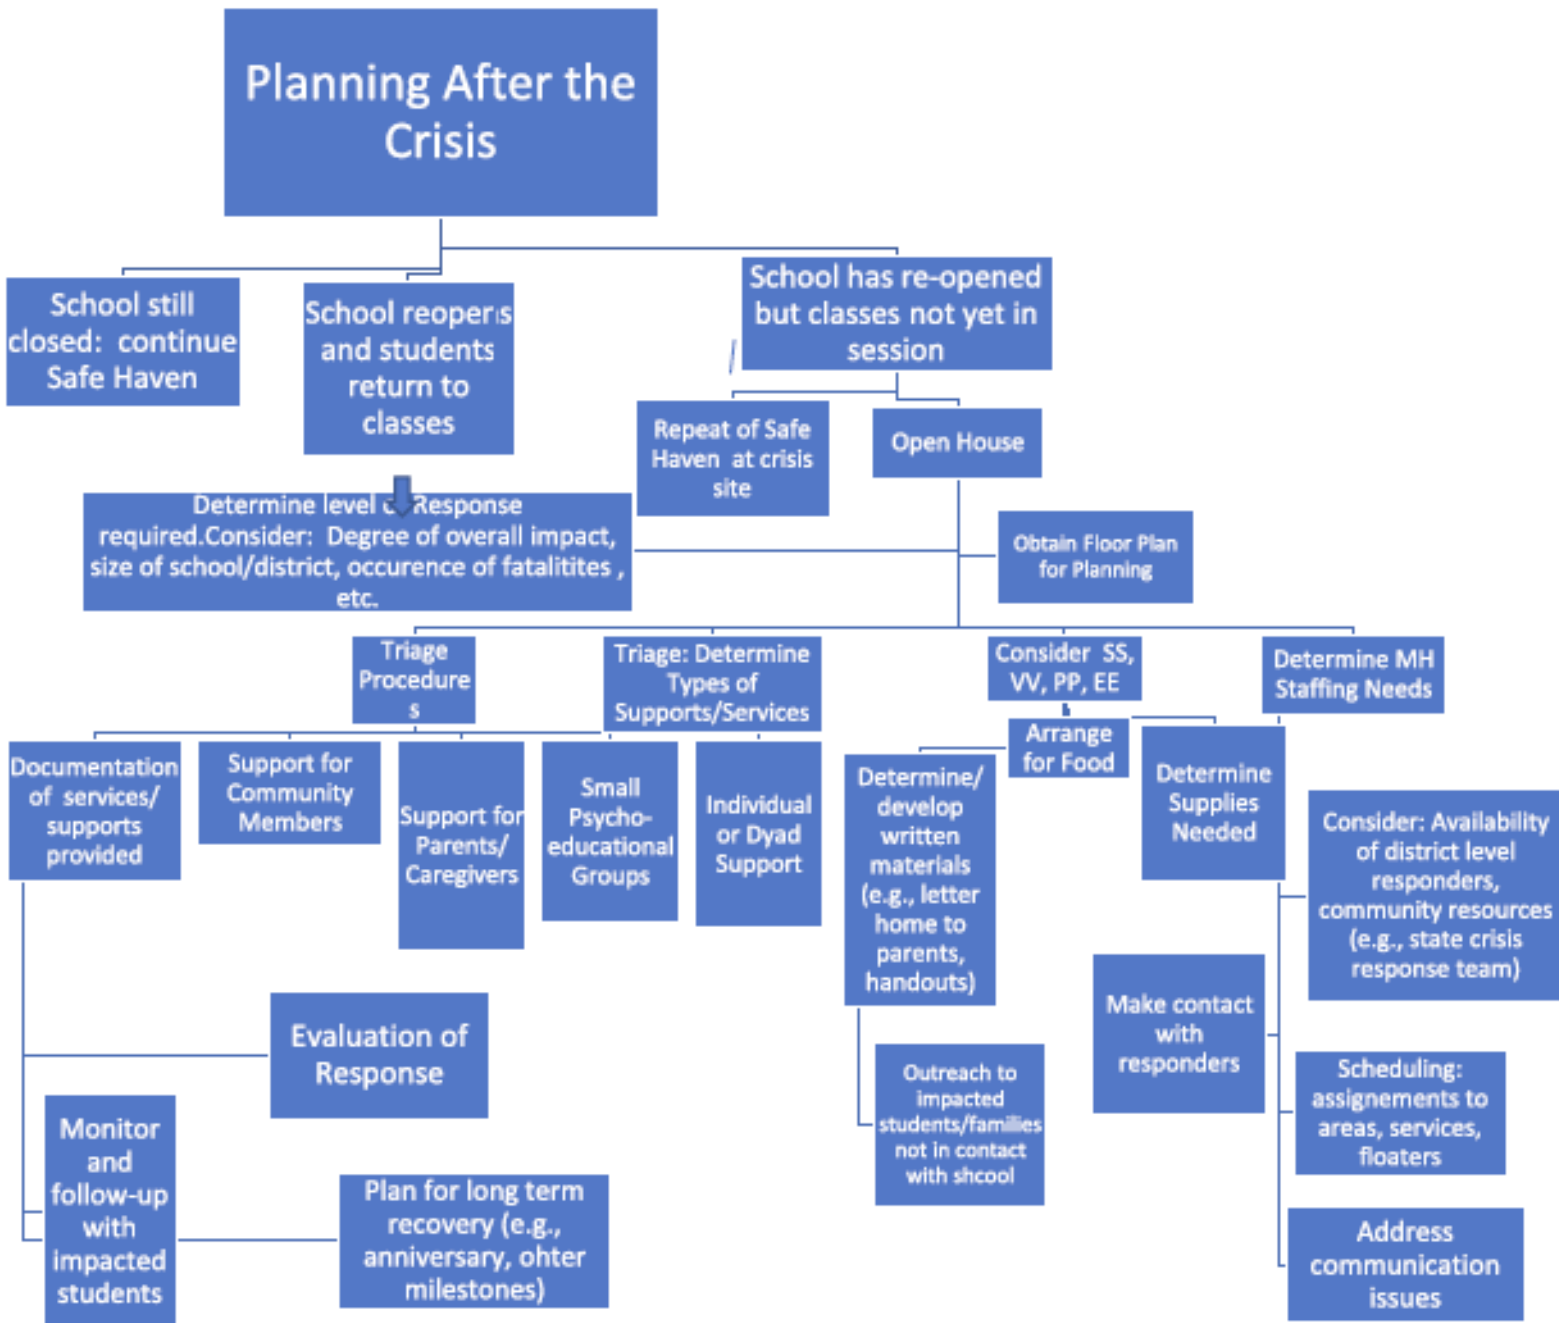 Planning After the
Crisis
School still
closed: continue
Safe Haven
School reopens
and students
return to
classes
School has re-opened
but classes not yet in
session
Repeat of Safe
Haven at crisis
site
Open House
Determine level of Response
required.Consider: Degree of overall impact,
size of school/district, occurence of fatalitites ,
etc.
Obtain Floor Plan
for Planning
Triage
Procedure
s
Triage: Determine
Types of
Supports/Services
Consider SS,
VV, PP, EE
Determine MH
Staffing Needs
Documentation
of services/
supports
provided
Support for
Community
Members
Support for
Parents/
Caregivers
Small
Psycho-
educational
Groups
Individual
or Dyad
Support
Arrange
for Food
Determine/
develop
written
materials
(e.g., letter
home to
parents,
handouts)
Determine
Supplies
Needed
Consider: Availability
of district level
responders,
community resources
(e.g., state crisis
response team)
Make contact
with
responders
Evaluation of
Response
Outreach to
impacted
students/families
not in contact
with shcool
Scheduling:
assignements to
areas, services,
floaters
Monitor
and
follow-up
with
impacted
students
Plan for long term
recovery (e.g.,
anniversary, ohter
milestones)
Address
communication
issues